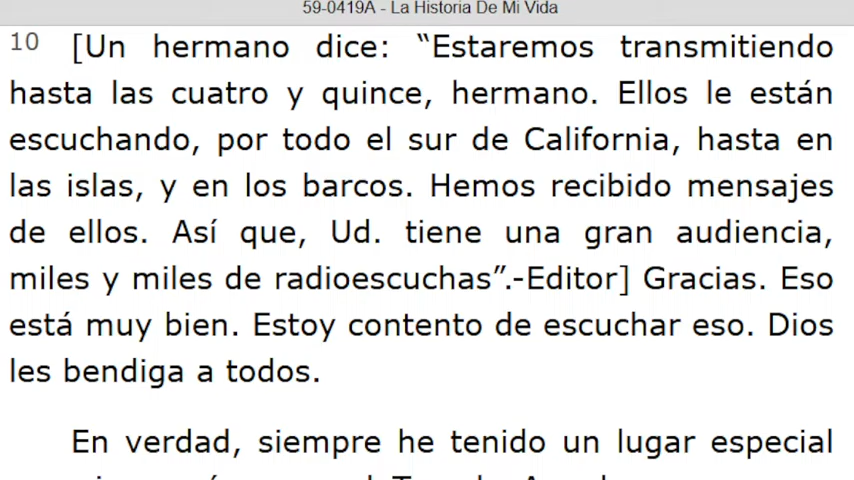 59-0419A - La Historia De Mi Vida
10 [Un hermano dice: “Estaremos transmitiendo
hasta las cuatro y quince, hermano. Ellos le están
escuchando, por todo el sur de California, hasta en
las islas, y en los barcos. Hemos recibido mensajes
de ellos. Así que, Ud. tiene una gran audiencia,
miles y miles de radioescuchas”.-Editor] Gracias. Eso
está muy bien. Estoy contento de escuchar eso. Dios
les bendiga a todos.
En verdad, siempre he tenido un lugar especial